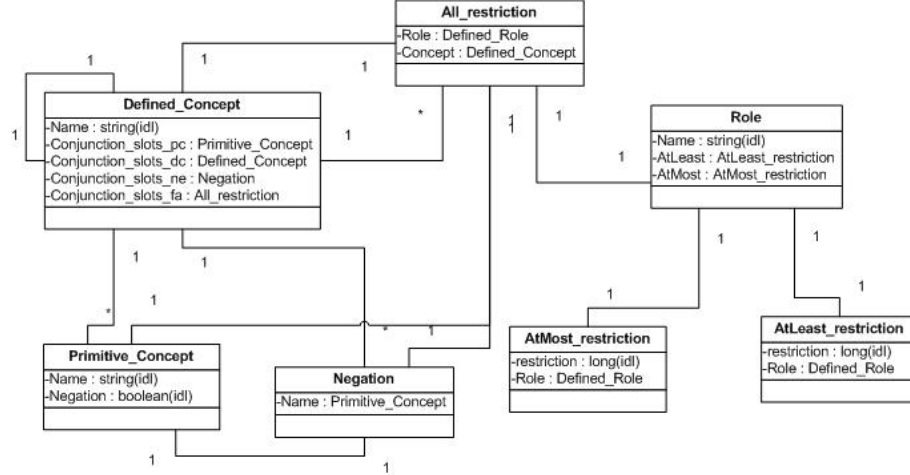 All_restriction
-Role : Defined_Role
-Concept : Defined_Concept
1
1
1
Defined_Concept
-Name : string(idl)
-Conjunction_slots_pc : Primitive_Concept
-Conjunction_slots_dc : Defined_Concept
-Conjunction_slots_ne : Negation
-Conjunction_slots_fa : All_restriction
1
1
*
1
1
1
Role
-Name : string(idl)
-AtLeast : AtLeast_restriction
-AtMost : AtMost_restriction
1
1
1
1
1
1
1
1
*
*
1
Primitive_Concept
-Name : string(idl)
-Negation : boolean(idl)
Negation
-Name : Primitive_Concept
1
1
AtMost_restriction
-restriction : long(idl)
-Role : Defined_Role
AtLeast_restriction
-restriction : long(idl)
-Role : Defined_Role